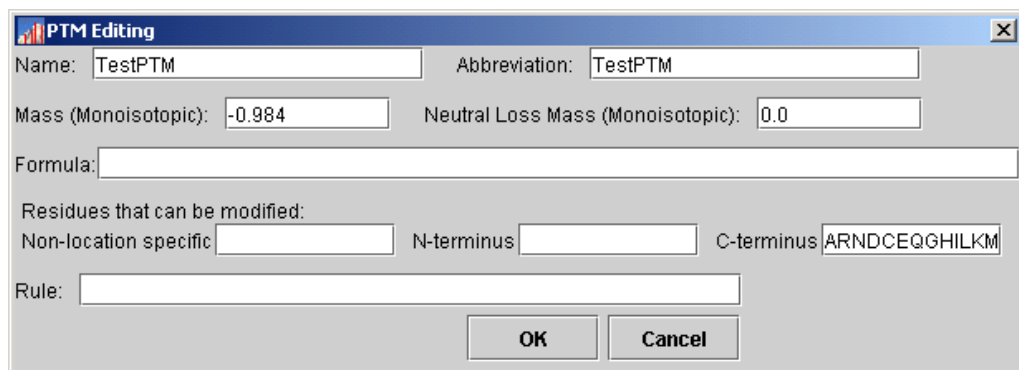 PTM Editing
Name: TestPTM Abbreviation: TestPTM
Mass (Monoisotopic): -0.984 Neutral Loss Mass (Monoisotopic): 0.0
Formula:
Residues that can be modified:
Non-location specific N-terminus C-terminus ARNDCEQGHILKM
Rule:
OK Cancel